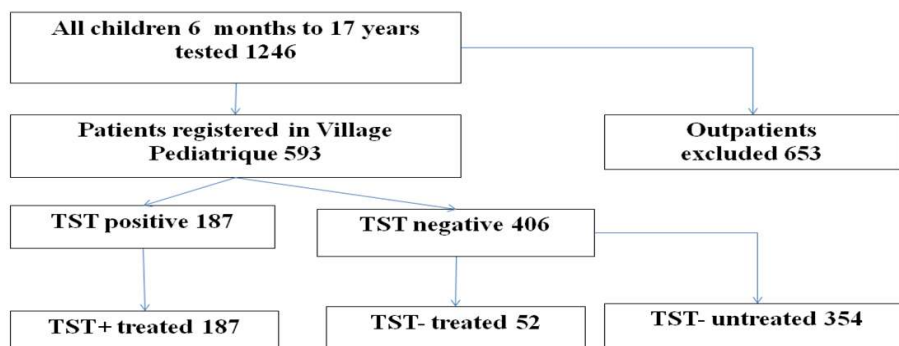 All children 6 months to 17 years
tested 1246
Patients registered in Village
Pediatrique 593
Outpatients
excluded 653
TST positive 187
TST negative 406
TST+ treated 187
TST- treated 52
TST- untreated 354